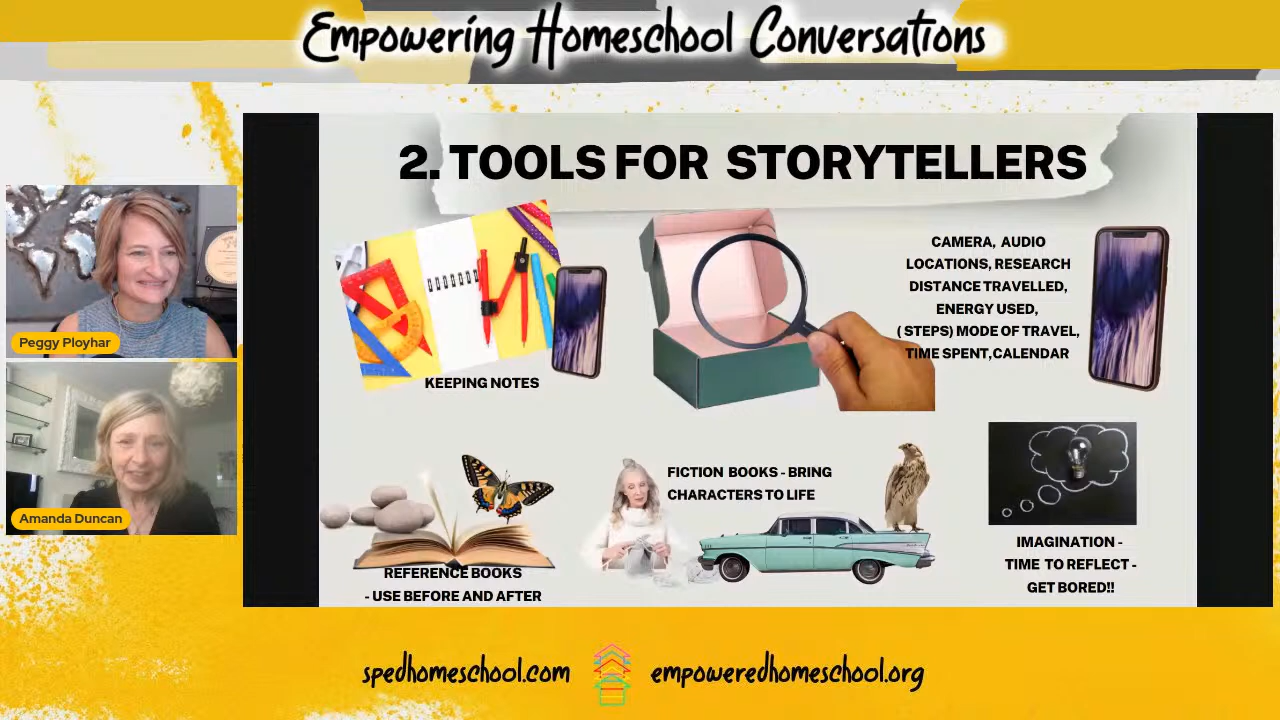 Empowering Homeschool Conversations
2. TOOLS FOR STORYTELLERS
KEEPING NOTES
CAMERA, AUDIO
LOCATIONS, RESEARCH
DISTANCE TRAVELLED,
ENERGY USED,
( STEPS) MODE OF TRAVEL,
TIME SPENT,CALENDAR
Peggy Ployhar
Amanda Duncan
REFERENCE BOOKS
- USE BEFORE AND AFTER
FICTION BOOKS - BRING
CHARACTERS TO LIFE
IMAGINATION -
TIME TO REFLECT -
GET BORED!!
spedhomeschool.com
empoweredhomeschool.org